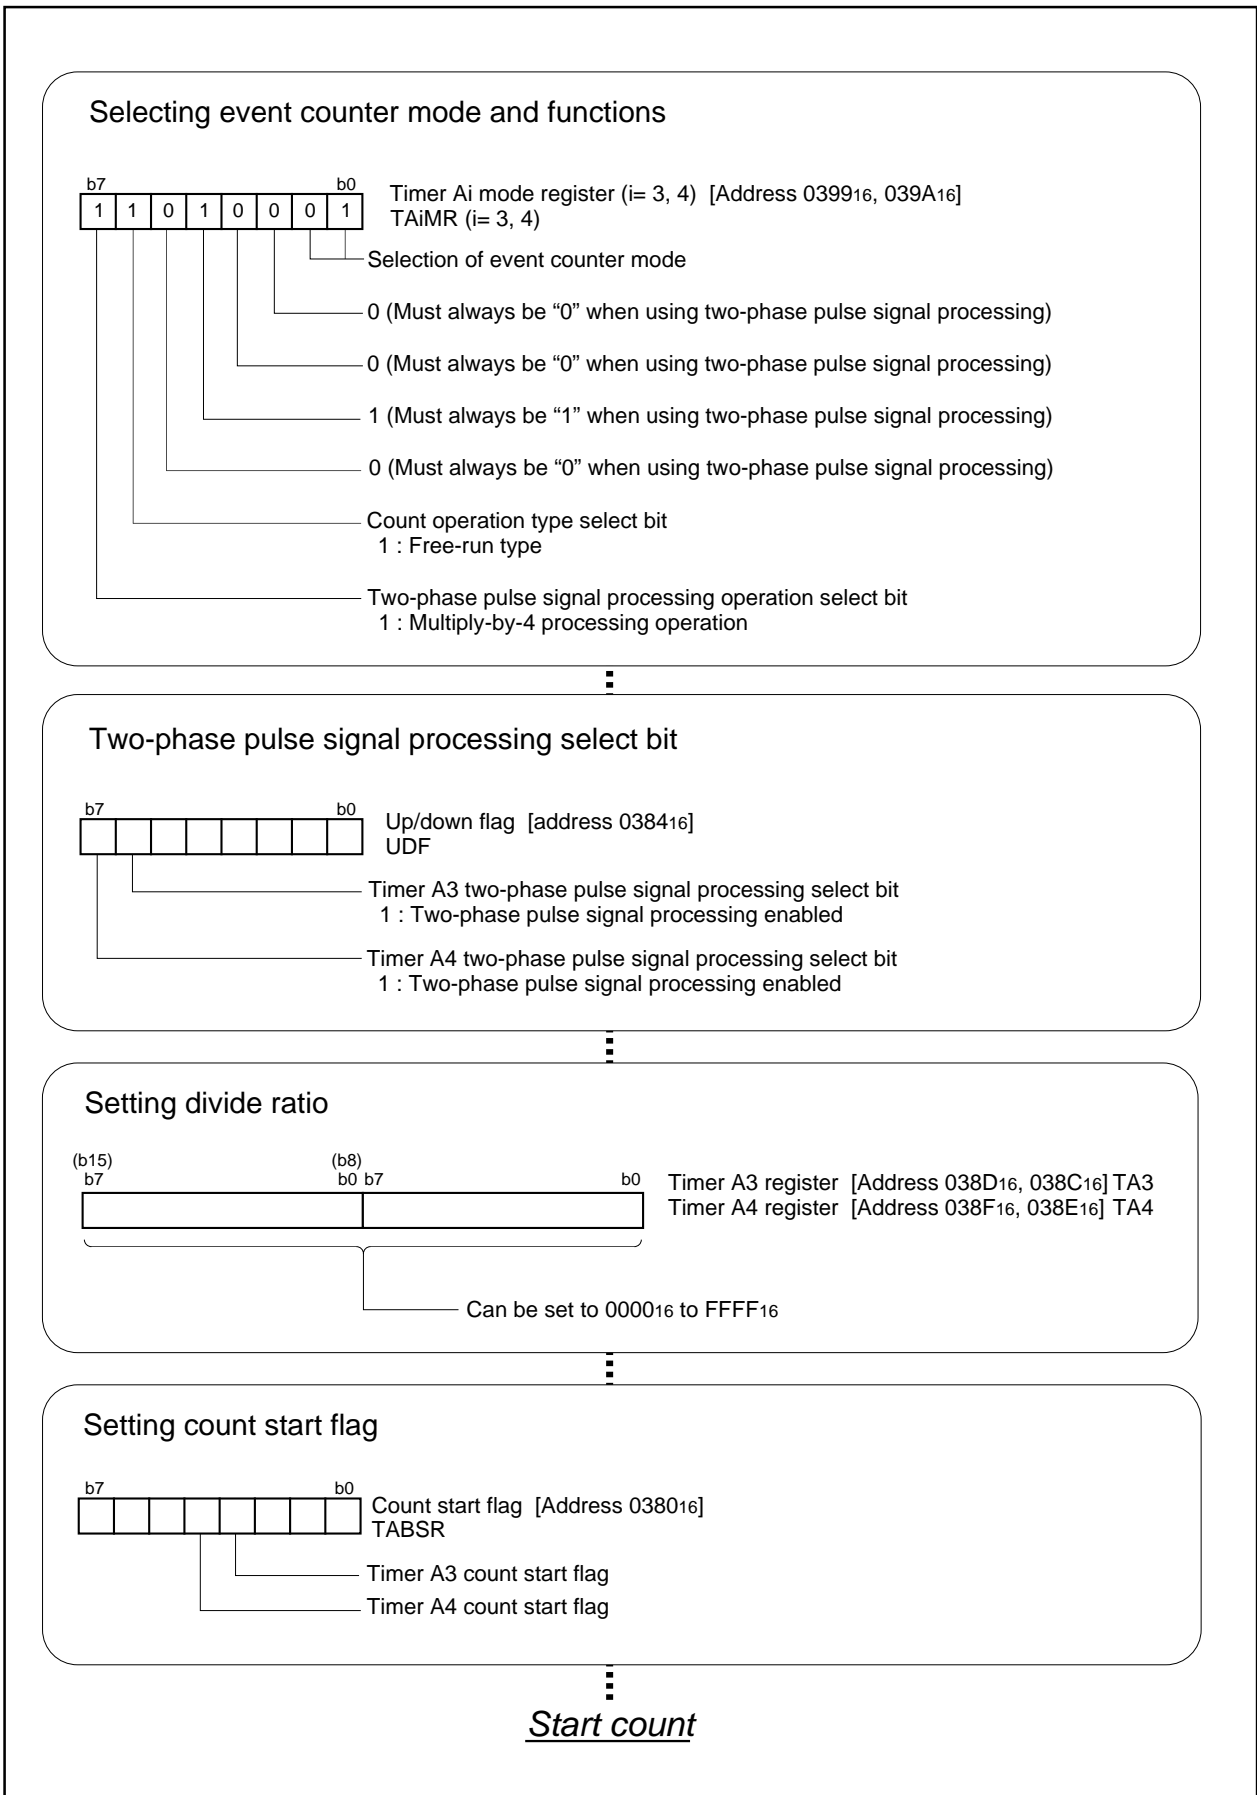 Selecting event counter mode and functions
b7 b0
1 1 0 1 0 0 0 1
Timer Ai mode register (i= 3, 4) [Address 039916, 039A16]
TAiMR (i= 3, 4)
Selection of event counter mode
0 (Must always be “0” when using two-phase pulse signal processing)
0 (Must always be “0” when using two-phase pulse signal processing)
1 (Must always be “1” when using two-phase pulse signal processing)
0 (Must always be “0” when using two-phase pulse signal processing)
Count operation type select bit
1 : Free-run type
Two-phase pulse signal processing operation select bit
1 : Multiply-by-4 processing operation
Two-phase pulse signal processing select bit
b7 b0
Up/down flag [address 038416]
UDF
Timer A3 two-phase pulse signal processing select bit
1 : Two-phase pulse signal processing enabled
Timer A4 two-phase pulse signal processing select bit
1 : Two-phase pulse signal processing enabled
Setting divide ratio
(b15) (b8)
b7 b0 b7 b0
Timer A3 register [Address 038D16, 038C16] TA3
Timer A4 register [Address 038F16, 038E16] TA4
Can be set to 000016 to FFFF16
Setting count start flag
b7 b0
Count start flag [Address 038016]
TABSR
Timer A3 count start flag
Timer A4 count start flag
Start count